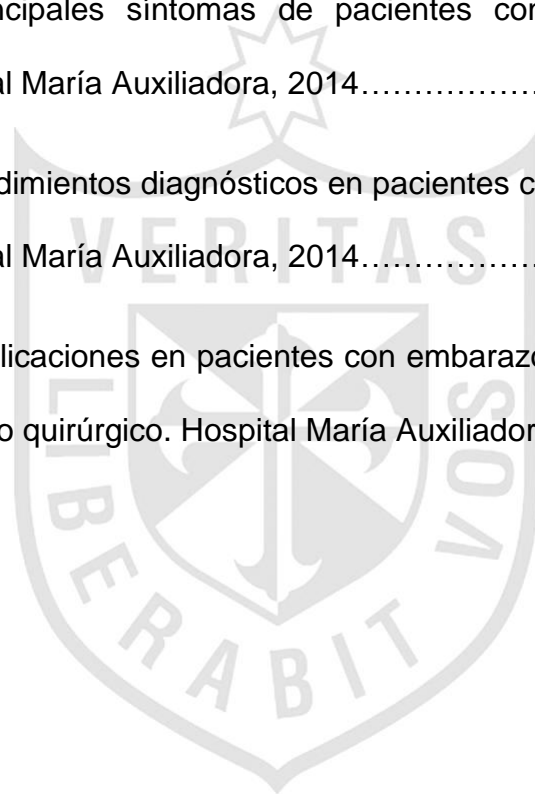 ncipales síntomas de pacientes con
al María Auxiliadora, 2014………………
dimientos diagnósticos en pacientes c
al María Auxiliadora, 2014………………
licaciones en pacientes con embarazo
o quirúrgico. Hospital María Auxiliador
VERITAS
LIBERABIT
VOS